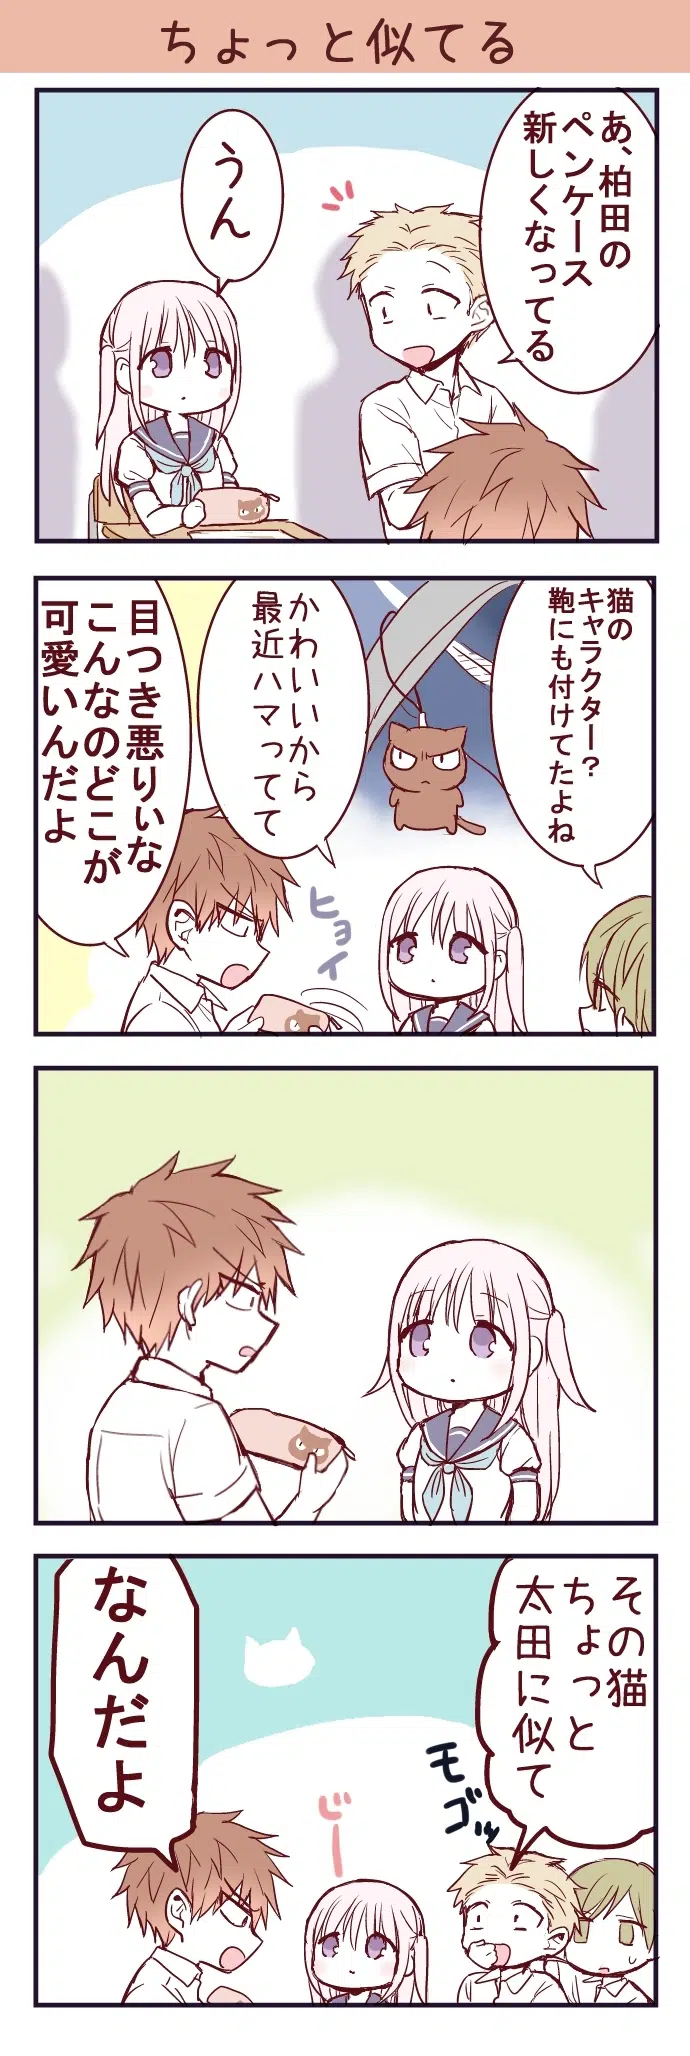 ちょっと似てる
あ、柏田の
ペンケース
新しくなってる
うん
猫の
キャラクター?
鞄にも付けてたよね
かわいいから
最近ハマってて
ヒョイ
目つき悪りぃな
こんなのどこが
可愛いんだよ
その猫
ちょっと
太田に似て
モゴッ
じー
なんだよ